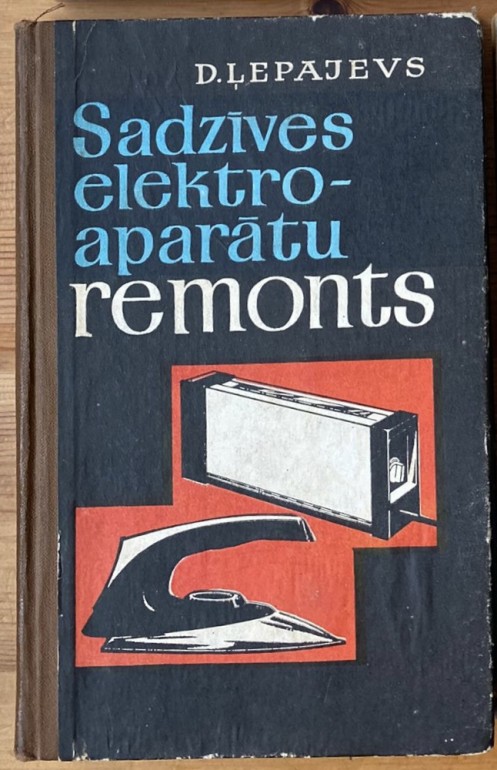 D.ĻEPAJEVS
Sadzīves
elektro-
aparātu
remonts